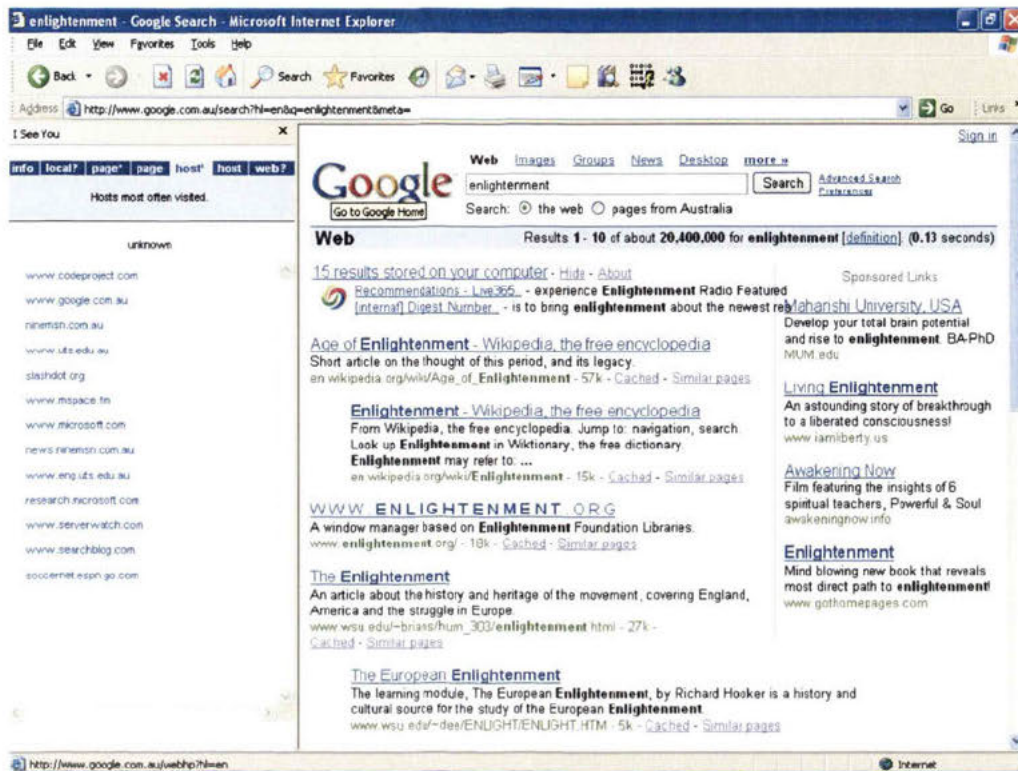 enlightenment - Google Search - Microsoft Internet Explorer
File Edit View Favorites Tools Help
Back Search Favorites
Address http://www.google.com.au/search?hl=en&q=enlightenment&meta= Go Links
I See You x
info local? page* page host* host web?
Hosts most often visited.
unknown
www.codeproject.com
www.google.com.au
ninemsn.com.au
www.uts.edu.au
slashdot.org
www.mspace.fm
www.microsoft.com
news.ninemsn.com.au
www.eng.uts.edu.au
research.microsoft.com
www.serverwatch.com
www.searchblog.com
soccernet.espn.go.com
Sign in
Google
Go to Google Home
Web Images Groups News Desktop more »
enlightenment Search Advanced Search
Preferences
Search: the web pages from Australia
Web Results 1 - 10 of about 20,400,000 for enlightenment [definition]. (0.13 seconds)
15 results stored on your computer - Hide - About
Recommendations - Live365... - experience Enlightenment Radio Featured
[internaf] Digest Number... - is to bring enlightenment about the newest res
Age of Enlightenment - Wikipedia, the free encyclopedia
Short article on the thought of this period, and its legacy.
en.wikipedia.org/wiki/Age_of_Enlightenment - 57k - Cached - Similar pages
Enlightenment - Wikipedia, the free encyclopedia
From Wikipedia, the free encyclopedia. Jump to: navigation, search.
Look up Enlightenment in Wiktionary, the free dictionary.
Enlightenment may refer to: ...
en.wikipedia.org/wiki/Enlightenment - 15k - Cached - Similar pages
WWW.ENLIGHTENMENT.ORG
A window manager based on Enlightenment Foundation Libraries.
www.enlightenment.org/ - 18k - Cached - Similar pages
The Enlightenment
An article about the history and heritage of the movement, covering England,
America and the struggle in Europe.
www.wsu.edu/~brians/hum_303/enlightenment.html - 27k -
Cached - Similar pages
The European Enlightenment
The learning module, The European Enlightenment, by Richard Hooker is a history and
cultural source for the study of the European Enlightenment.
www.wsu.edu/~dee/ENLIGHT/ENLIGHT.HTM - 5k - Cached - Similar pages
Sponsored Links
Maharishi University, USA
Develop your total brain potential
and rise to enlightenment. BA-PhD
MUM.edu
Living Enlightenment
An astounding story of breakthrough
to a liberated consciousness!
www.iamliberty.us
Awakening Now
Film featuring the insights of 6
spiritual teachers, Powerful & Soul
awakeningnow.info
Enlightenment
Mind blowing new book that reveals
most direct path to enlightenment!
www.gothomepages.com
http://www.google.com.au/webhp?hl=en Internet